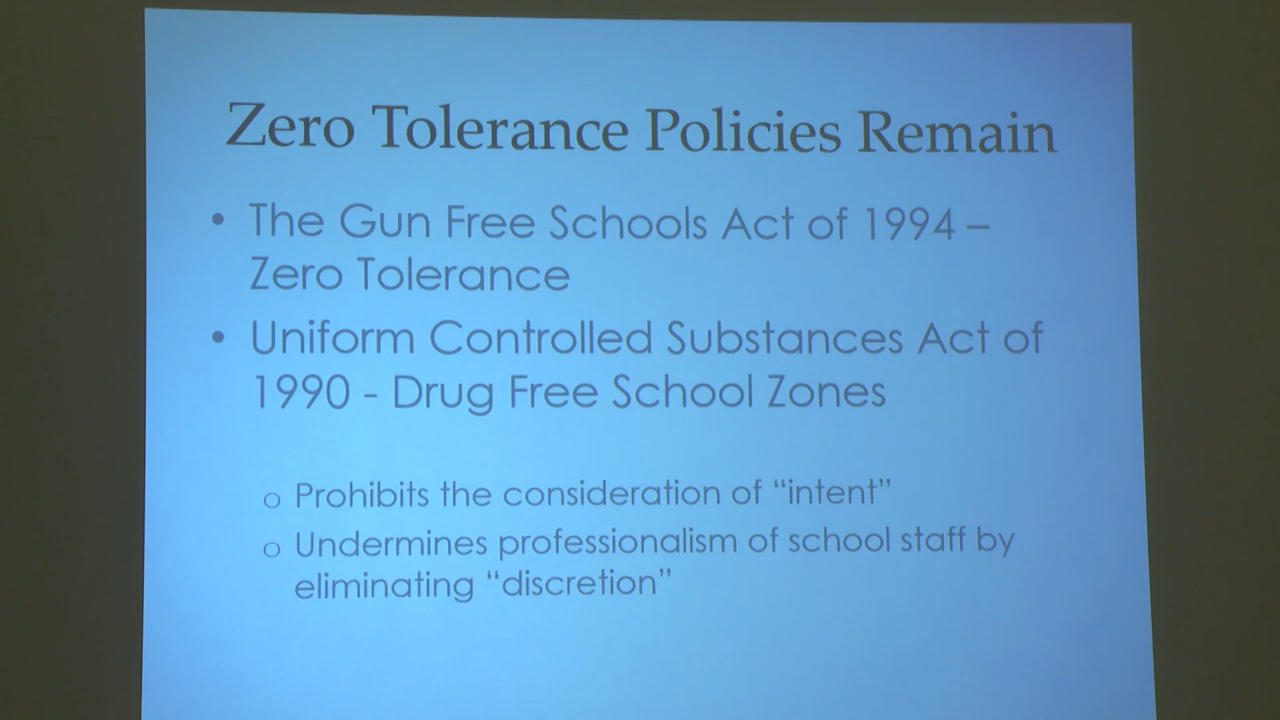 Zero Tolerance Policies Remain
• The Gun Free Schools Act of 1994 –
Zero Tolerance
• Uniform Controlled Substances Act of
1990 - Drug Free School Zones
o Prohibits the consideration of “intent”
o Undermines professionalism of school staff by
eliminating “discretion”